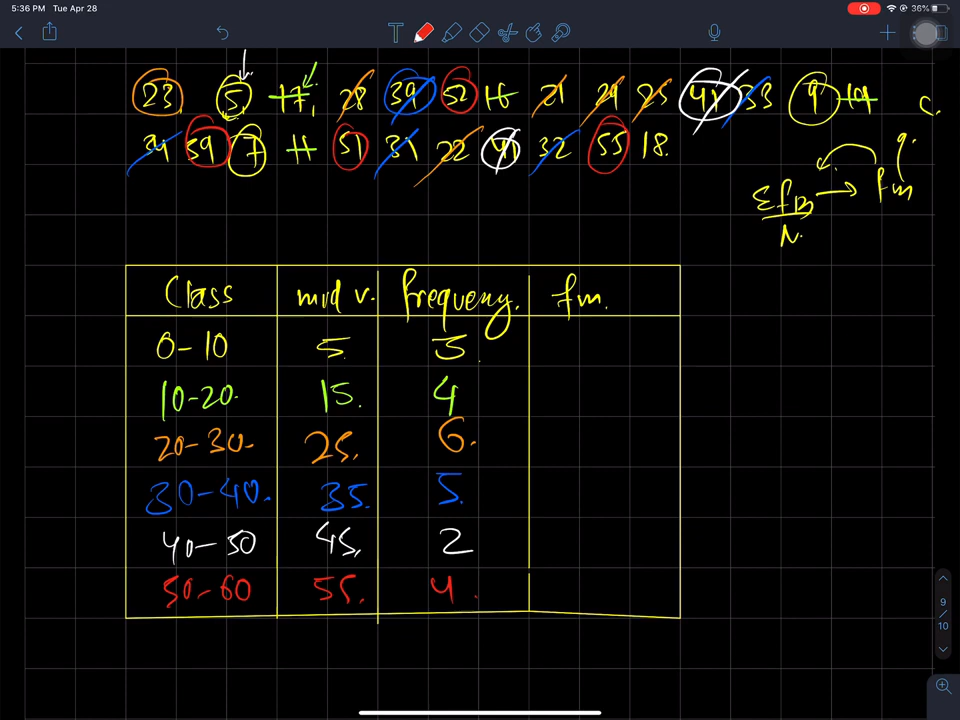 5:36 PM Tue Apr 28
36%
T
23 5, 17, 28 39 52 16 21 29 25 41 33 9 19 c.
34 59 7 11 51 31 22 41 32 55 18. q.
Σfm → fm
N.
Class mid v. frequeny. fm.
0-10 5. 3
10-20. 15. 4
20-30. 25. 6.
30-40. 35. 5.
40-50 45. 2
50-60 55. 4.
9
/
10